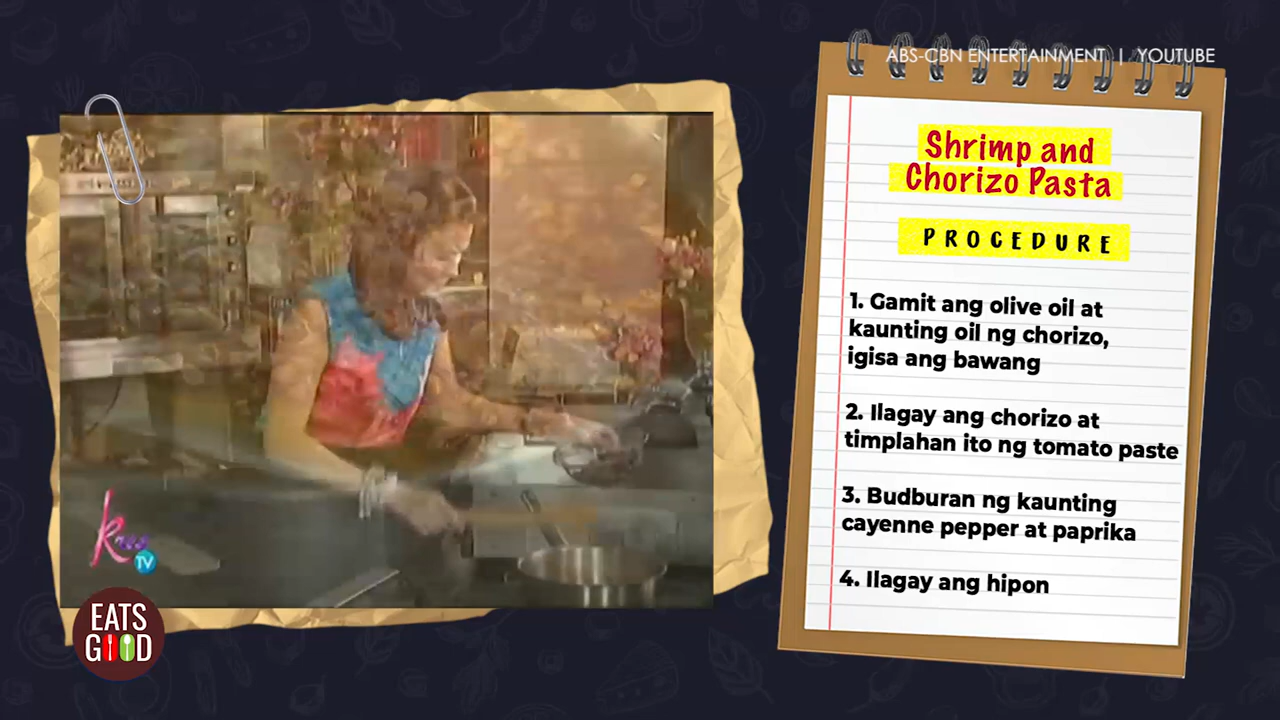 ABS-CBN ENTERTAINMENT | YOUTUBE
Shrimp and
Chorizo Pasta
PROCEDURE
1. Gamit ang olive oil at
kaunting oil ng chorizo,
igisa ang bawang
2. Ilagay ang chorizo at
timplahan ito ng tomato paste
3. Budburan ng kaunting
cayenne pepper at paprika
4. Ilagay ang hipon
TV
EATS
GOOD